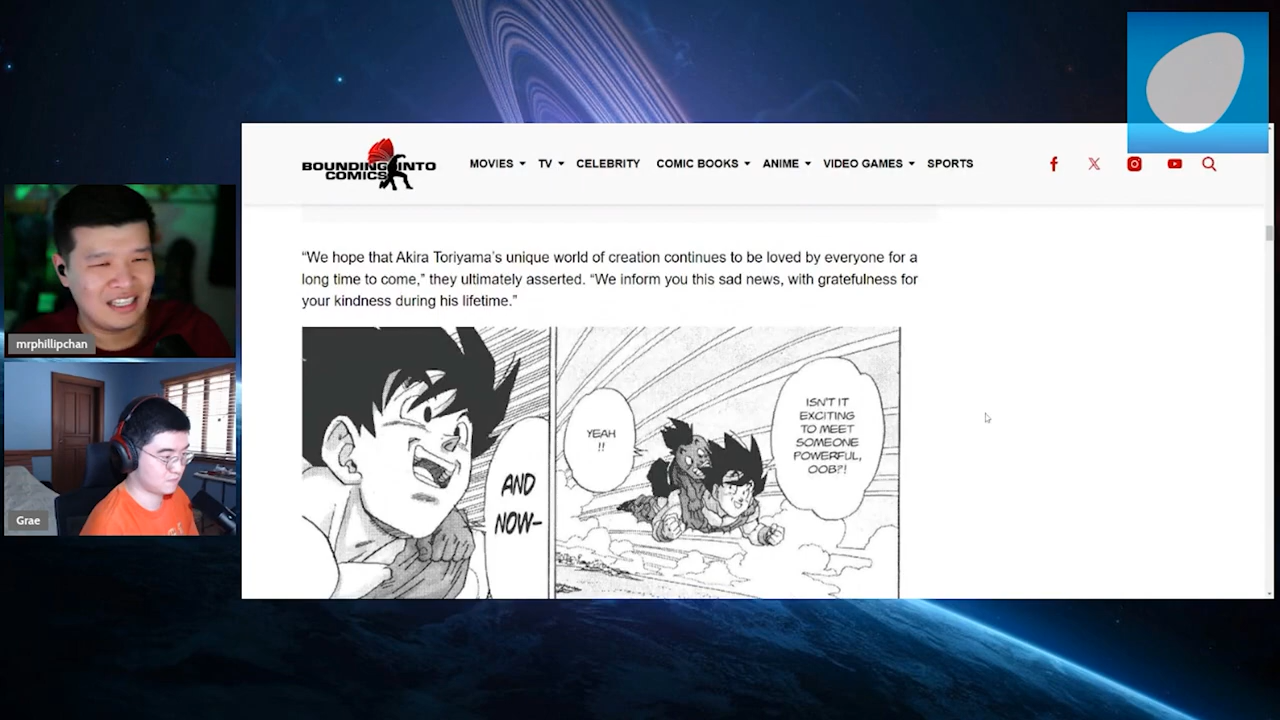 BOUNDING INTO
COMICS
MOVIES TV CELEBRITY COMIC BOOKS ANIME VIDEO GAMES SPORTS
“We hope that Akira Toriyama’s unique world of creation continues to be loved by everyone for a
long time to come,” they ultimately asserted. “We inform you this sad news, with gratefulness for
your kindness during his lifetime.”
mrphillipchan
Grae
AND
NOW-
YEAH
!!
ISN'T IT
EXCITING
TO MEET
SOMEONE
POWERFUL,
OOB?!